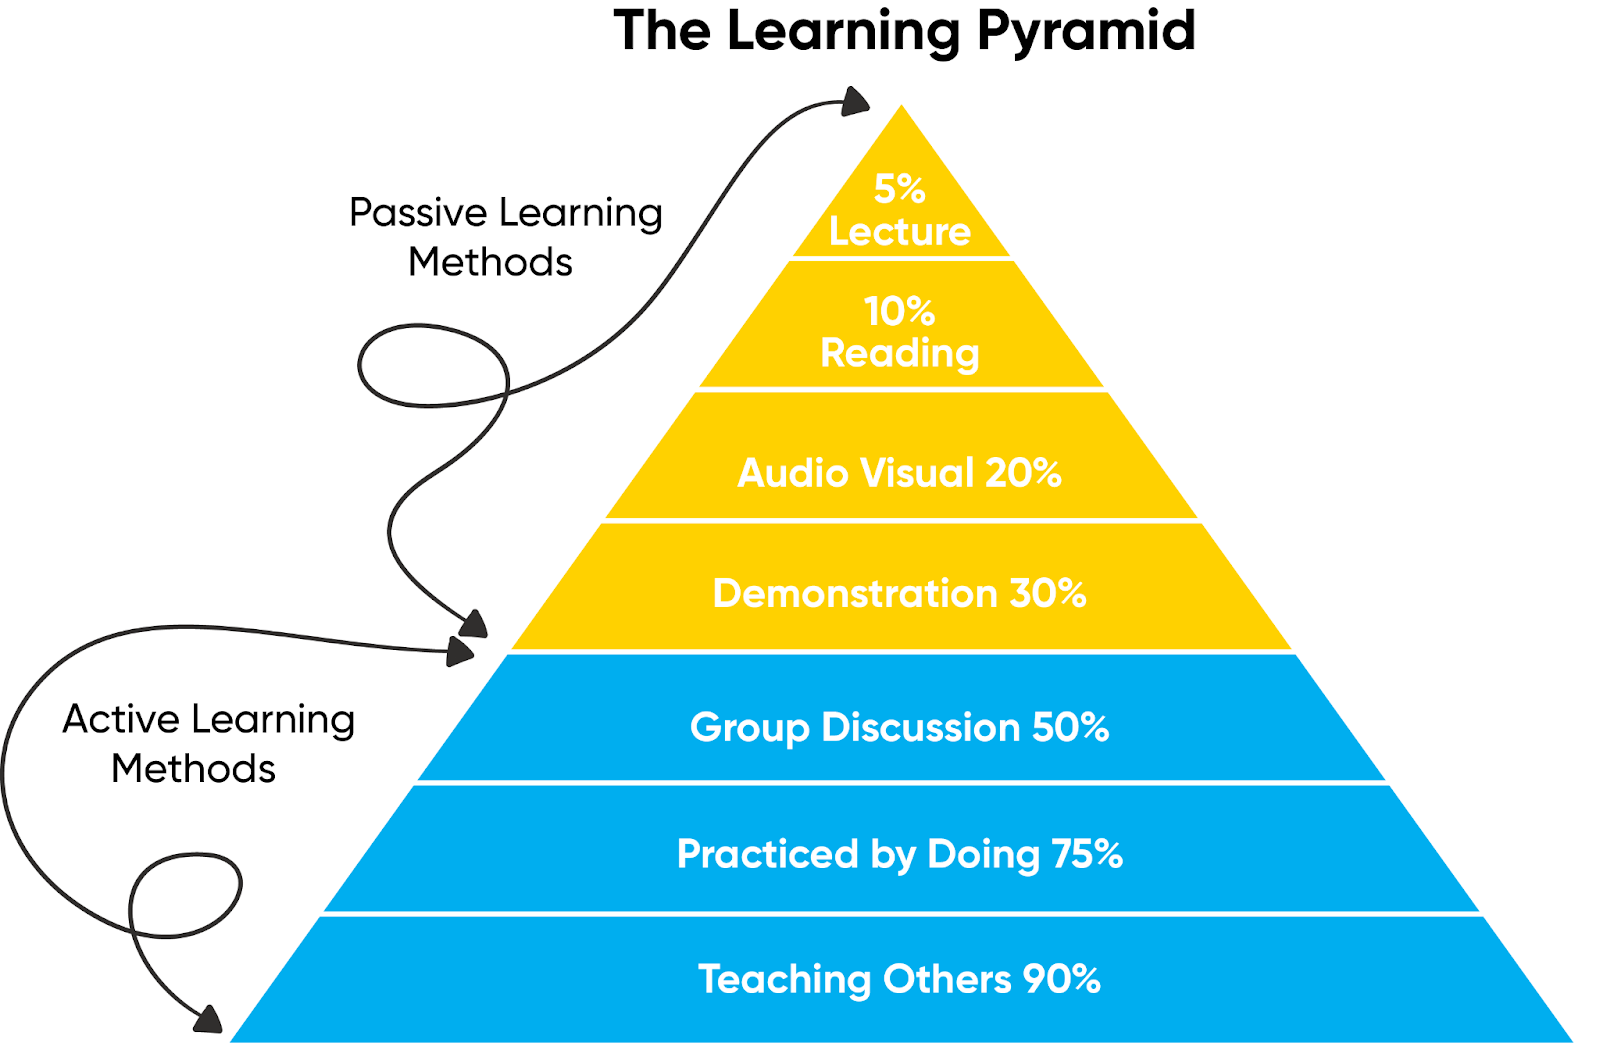 The Learning Pyramid
Passive Learning
Methods
5%
Lecture
10%
Reading
Audio Visual 20%
Demonstration 30%
Active Learning
Methods
Group Discussion 50%
Practiced by Doing 75%
Teaching Others 90%